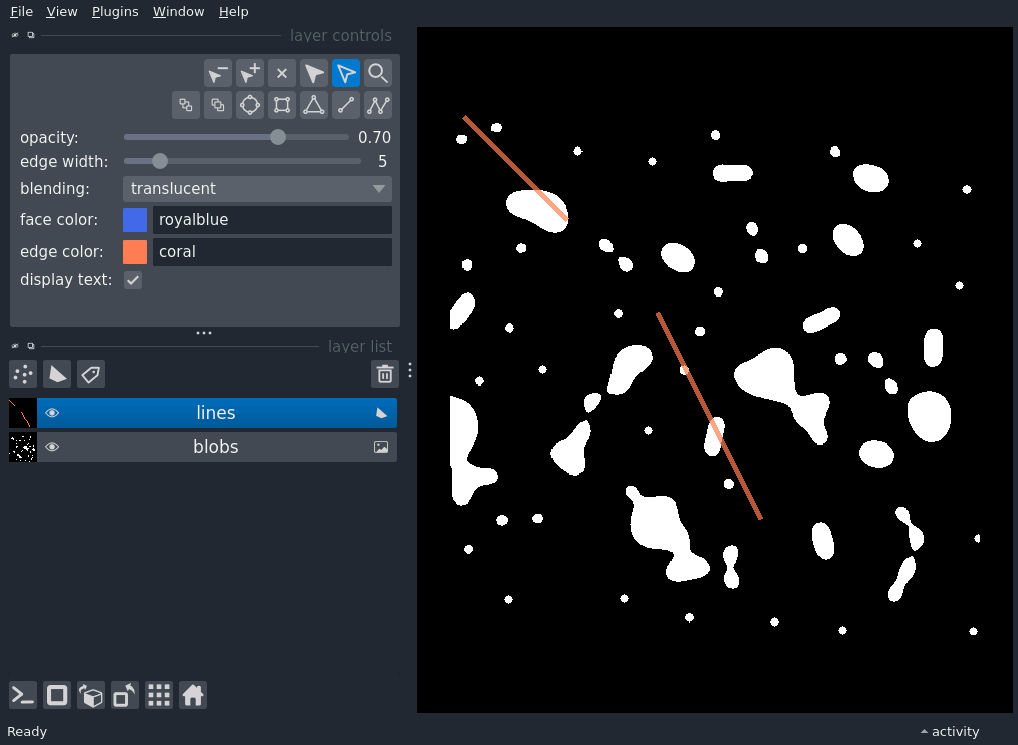 File View Plugins Window Help
layer controls
opacity: 0.70
edge width: 5
blending: translucent
face color: royalblue
edge color: coral
display text:
layer list
lines
blobs
Ready activity